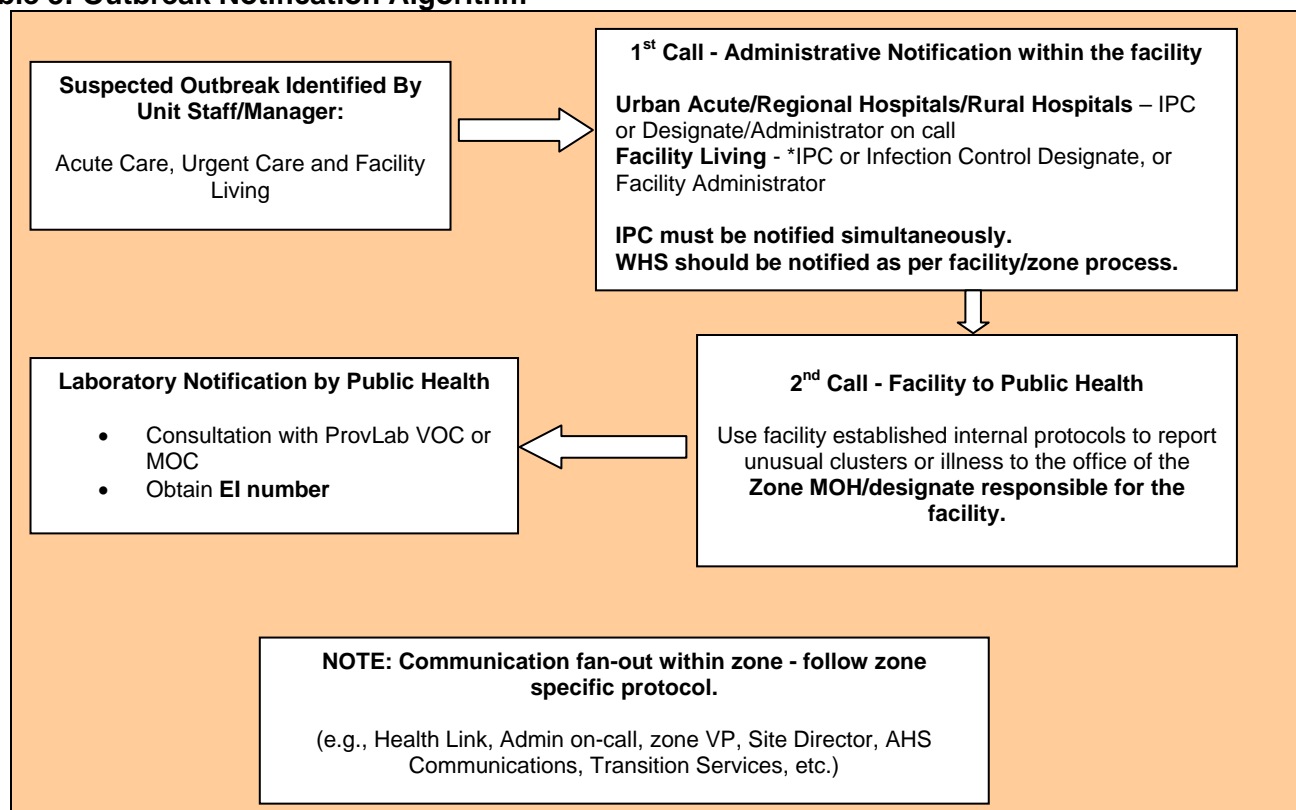 Outbreak Notification Algorithm
Suspected Outbreak Identified By
Unit Staff/Manager:
Acute Care, Urgent Care and Facility
Living
1st Call - Administrative Notification within the facility
Urban Acute/Regional Hospitals/Rural Hospitals – IPC
or Designate/Administrator on call
Facility Living - *IPC or Infection Control Designate, or
Facility Administrator
IPC must be notified simultaneously.
WHS should be notified as per facility/zone process.
2nd Call - Facility to Public Health
Use facility established internal protocols to report
unusual clusters or illness to the office of the
Zone MOH/designate responsible for the
facility.
Laboratory Notification by Public Health
• Consultation with ProvLab VOC or
MOC
• Obtain EI number
NOTE: Communication fan-out within zone - follow zone
specific protocol.
(e.g., Health Link, Admin on-call, zone VP, Site Director, AHS
Communications, Transition Services, etc.)